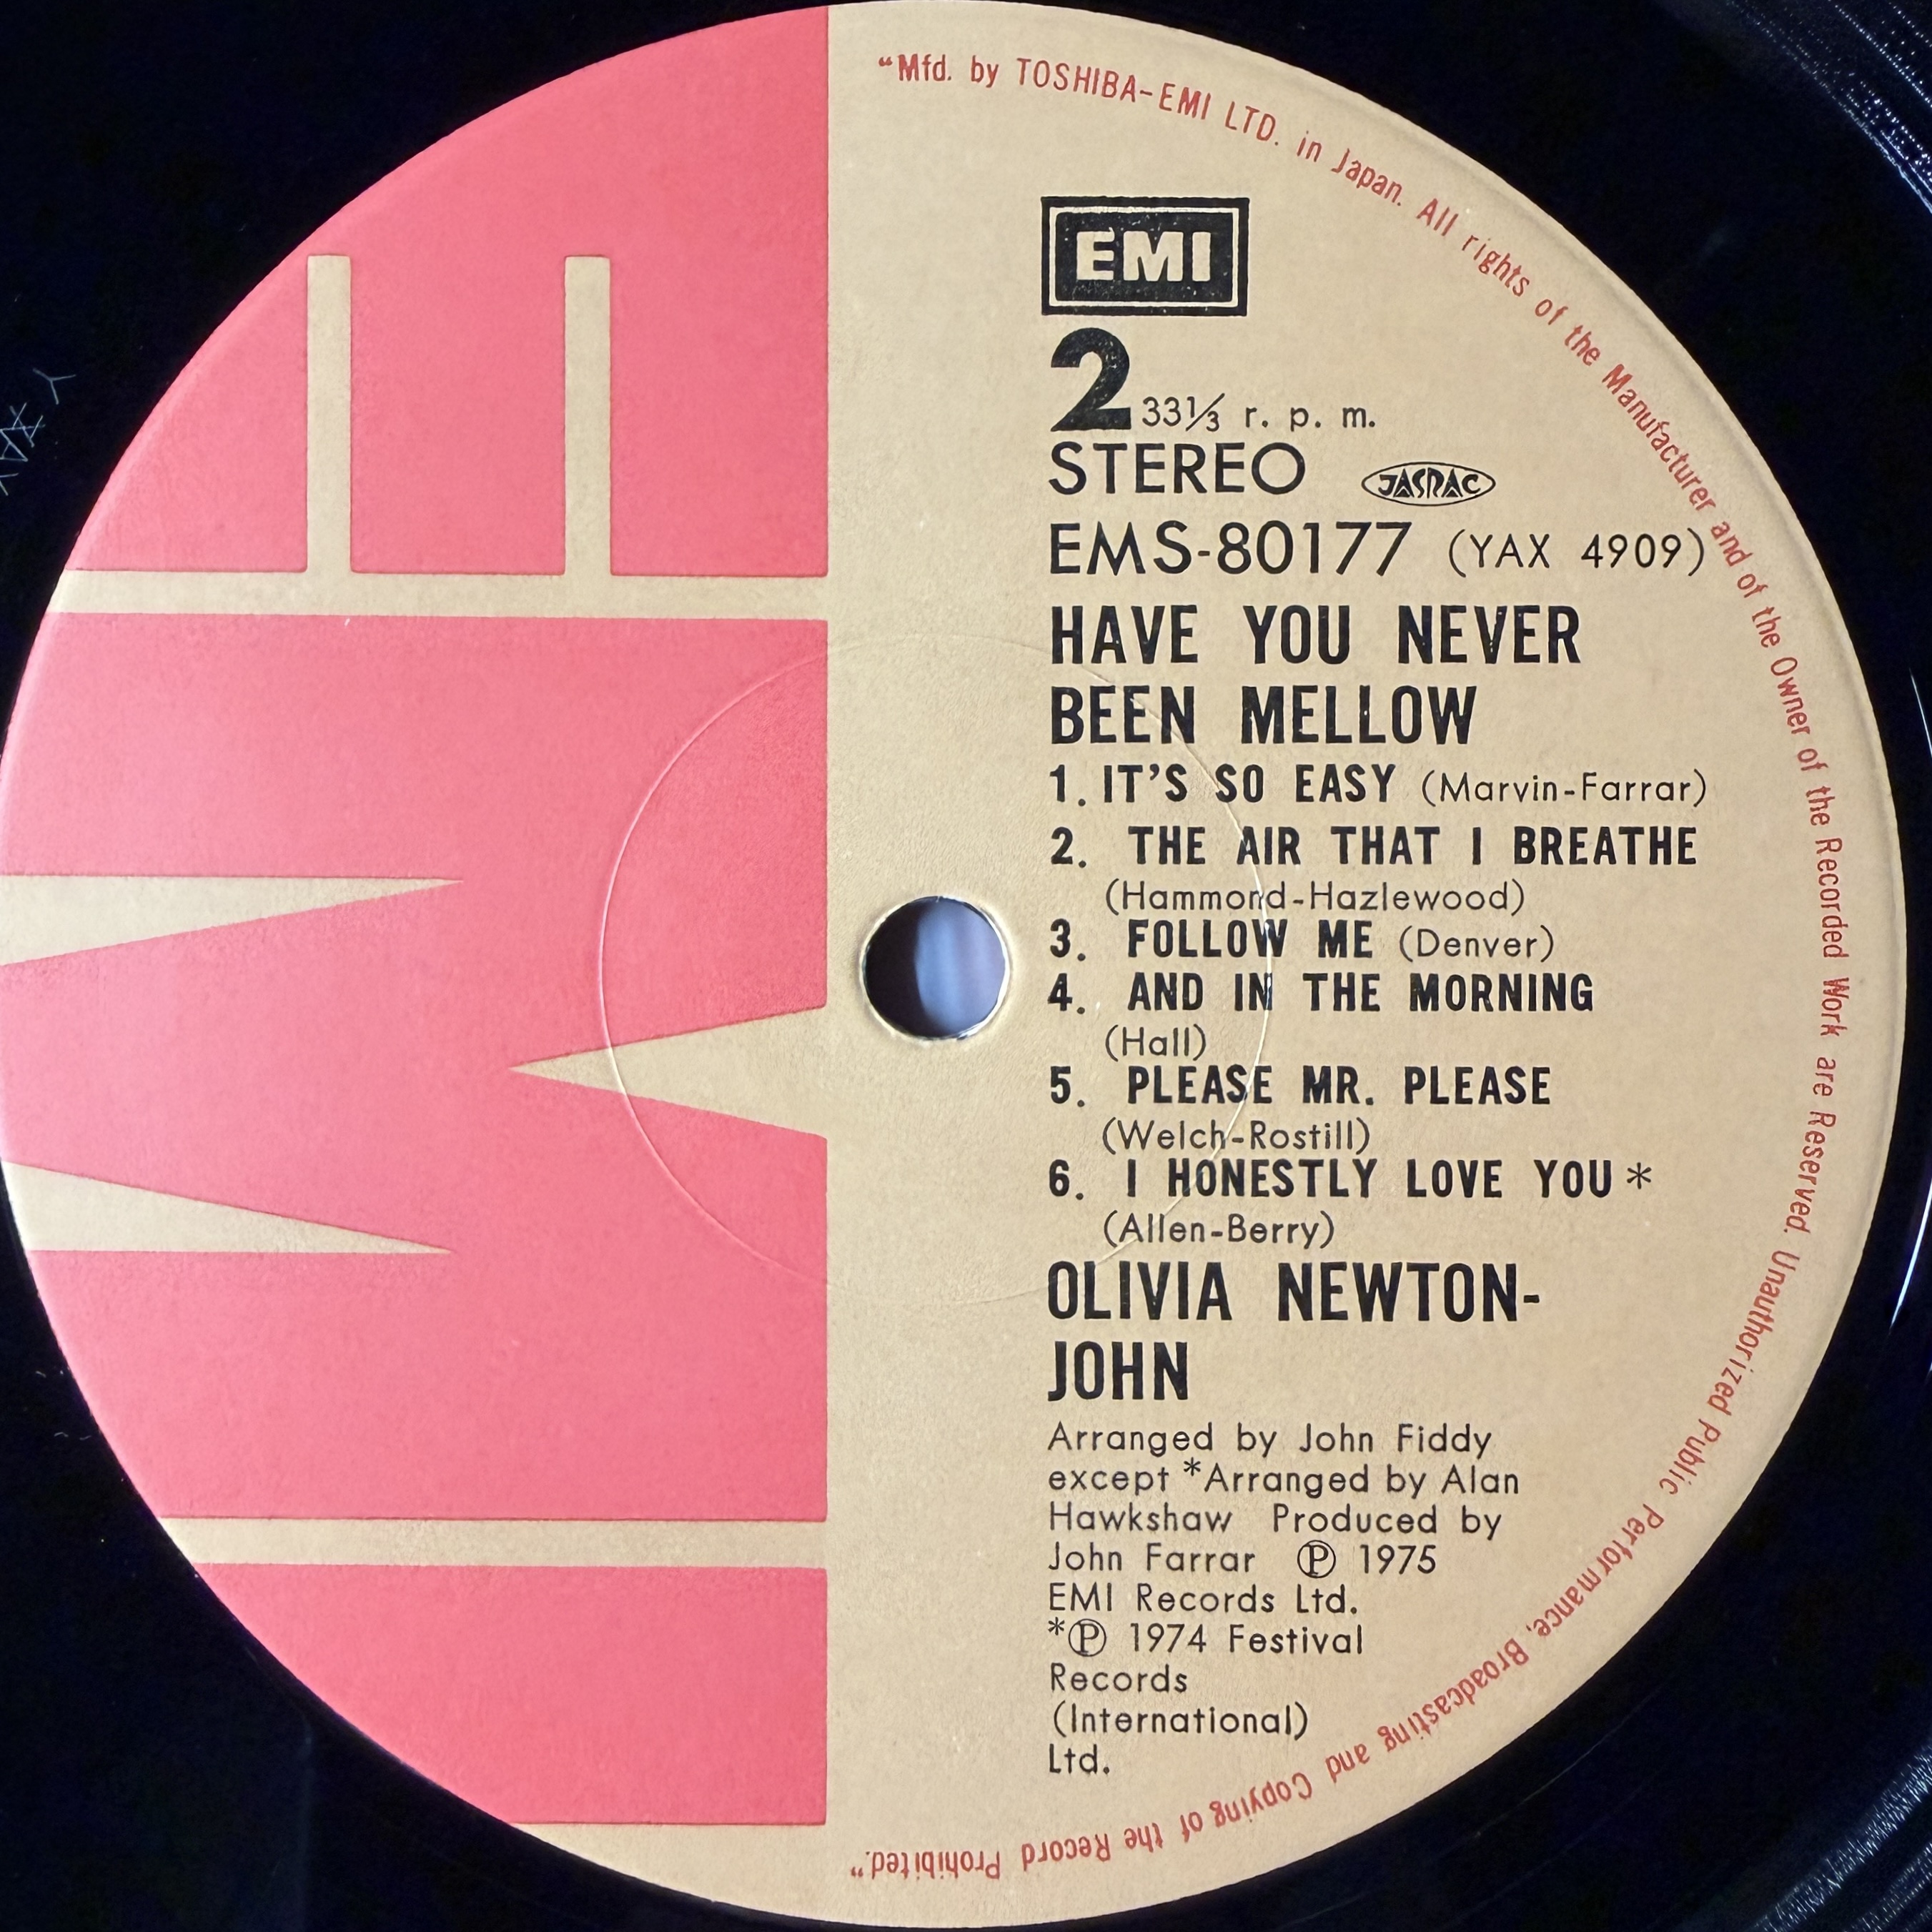 “Mfd. by TOSHIBA-EMI LTD. in Japan. All rights of the Manufacturer and of the Owner of the Recorded Work are Reserved. Unauthorized Public Performance, Broadcasting and Copying of the Record Prohibited.”
EMI
2 33⅓ r. p. m.
STEREO JASRAC
EMS-80177 (YAX 4909)
HAVE YOU NEVER
BEEN MELLOW
1. IT'S SO EASY (Marvin-Farrar)
2. THE AIR THAT I BREATHE
(Hammond-Hazlewood)
3. FOLLOW ME (Denver)
4. AND IN THE MORNING
(Hall)
5. PLEASE MR. PLEASE
(Welch-Rostill)
6. I HONESTLY LOVE YOU*
(Allen-Berry)
OLIVIA NEWTON-
JOHN
Arranged by John Fiddy
except *Arranged by Alan
Hawkshaw Produced by
John Farrar Ⓟ 1975
EMI Records Ltd.
*Ⓟ 1974 Festival
Records
(International)
Ltd.